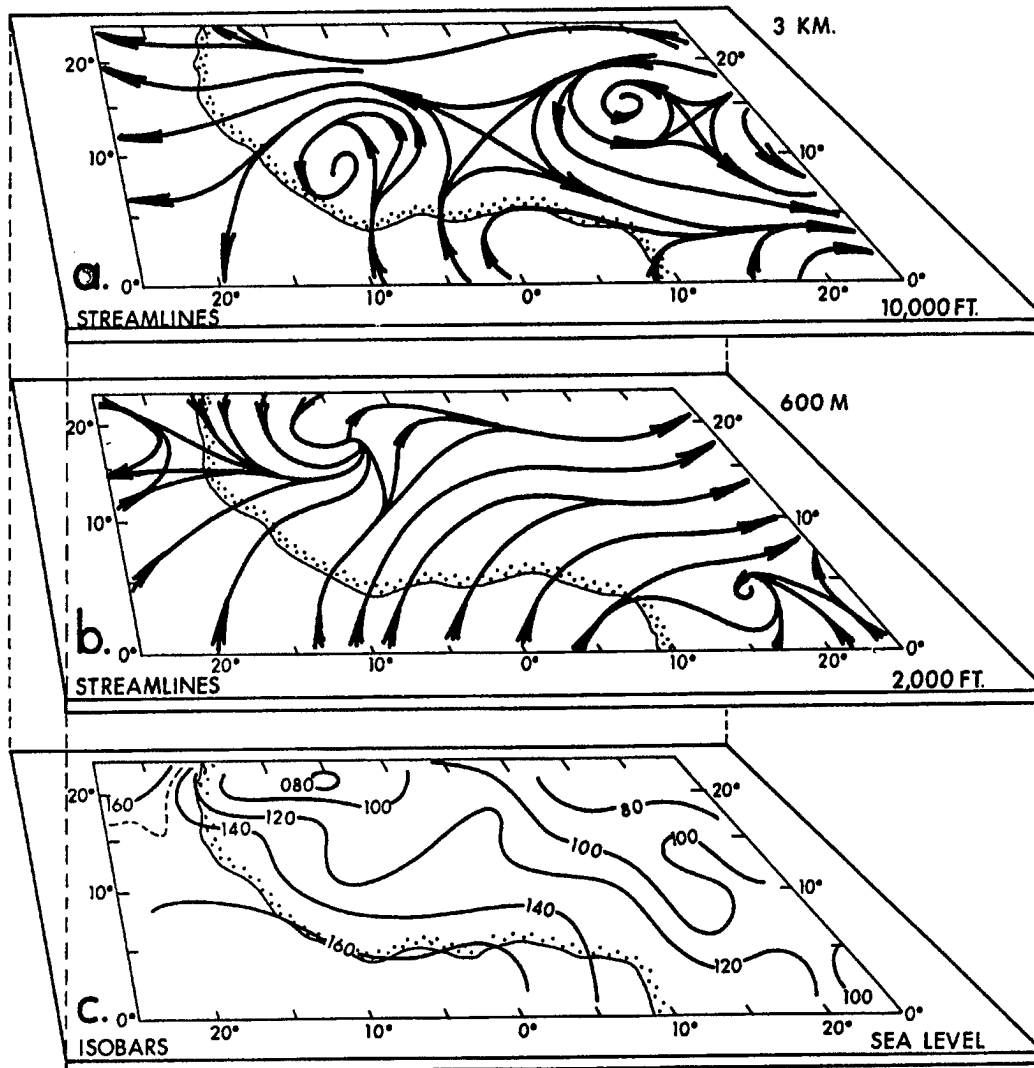 3 KM.
20° 20°
10° 10°
a. 0° 20° 10° 0° 10° 20° 0°
STREAMLINES 10,000 FT.
600 M
20° 20°
10° 10°
b. 0° 20° 10° 0° 10° 20° 0°
STREAMLINES 2,000 FT.
20° 160 080 100 80 20°
140 120 100 100
10° 10°
140
160 120
100
c. 0° 20° 10° 0° 10° 20° 0°
ISOBARS SEA LEVEL